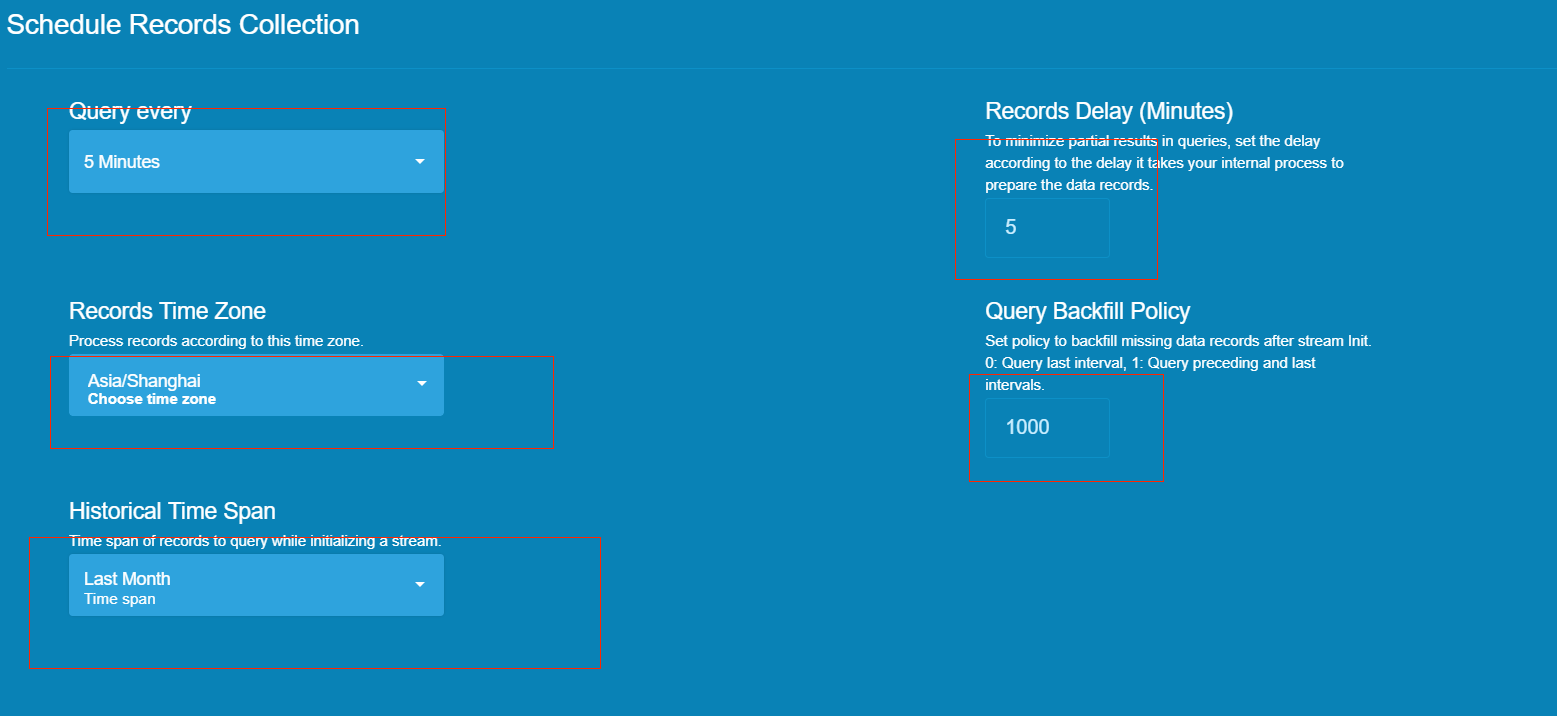 Schedule Records Collection
Query every
5 Minutes
Records Delay (Minutes)
To minimize partial results in queries, set the delay
according to the delay it takes your internal process to
prepare the data records.
5
Records Time Zone
Process records according to this time zone.
Asia/Shanghai
Choose time zone
Query Backfill Policy
Set policy to backfill missing data records after stream Init.
0: Query last interval, 1: Query preceding and last
intervals.
1000
Historical Time Span
Time span of records to query while initializing a stream.
Last Month
Time span